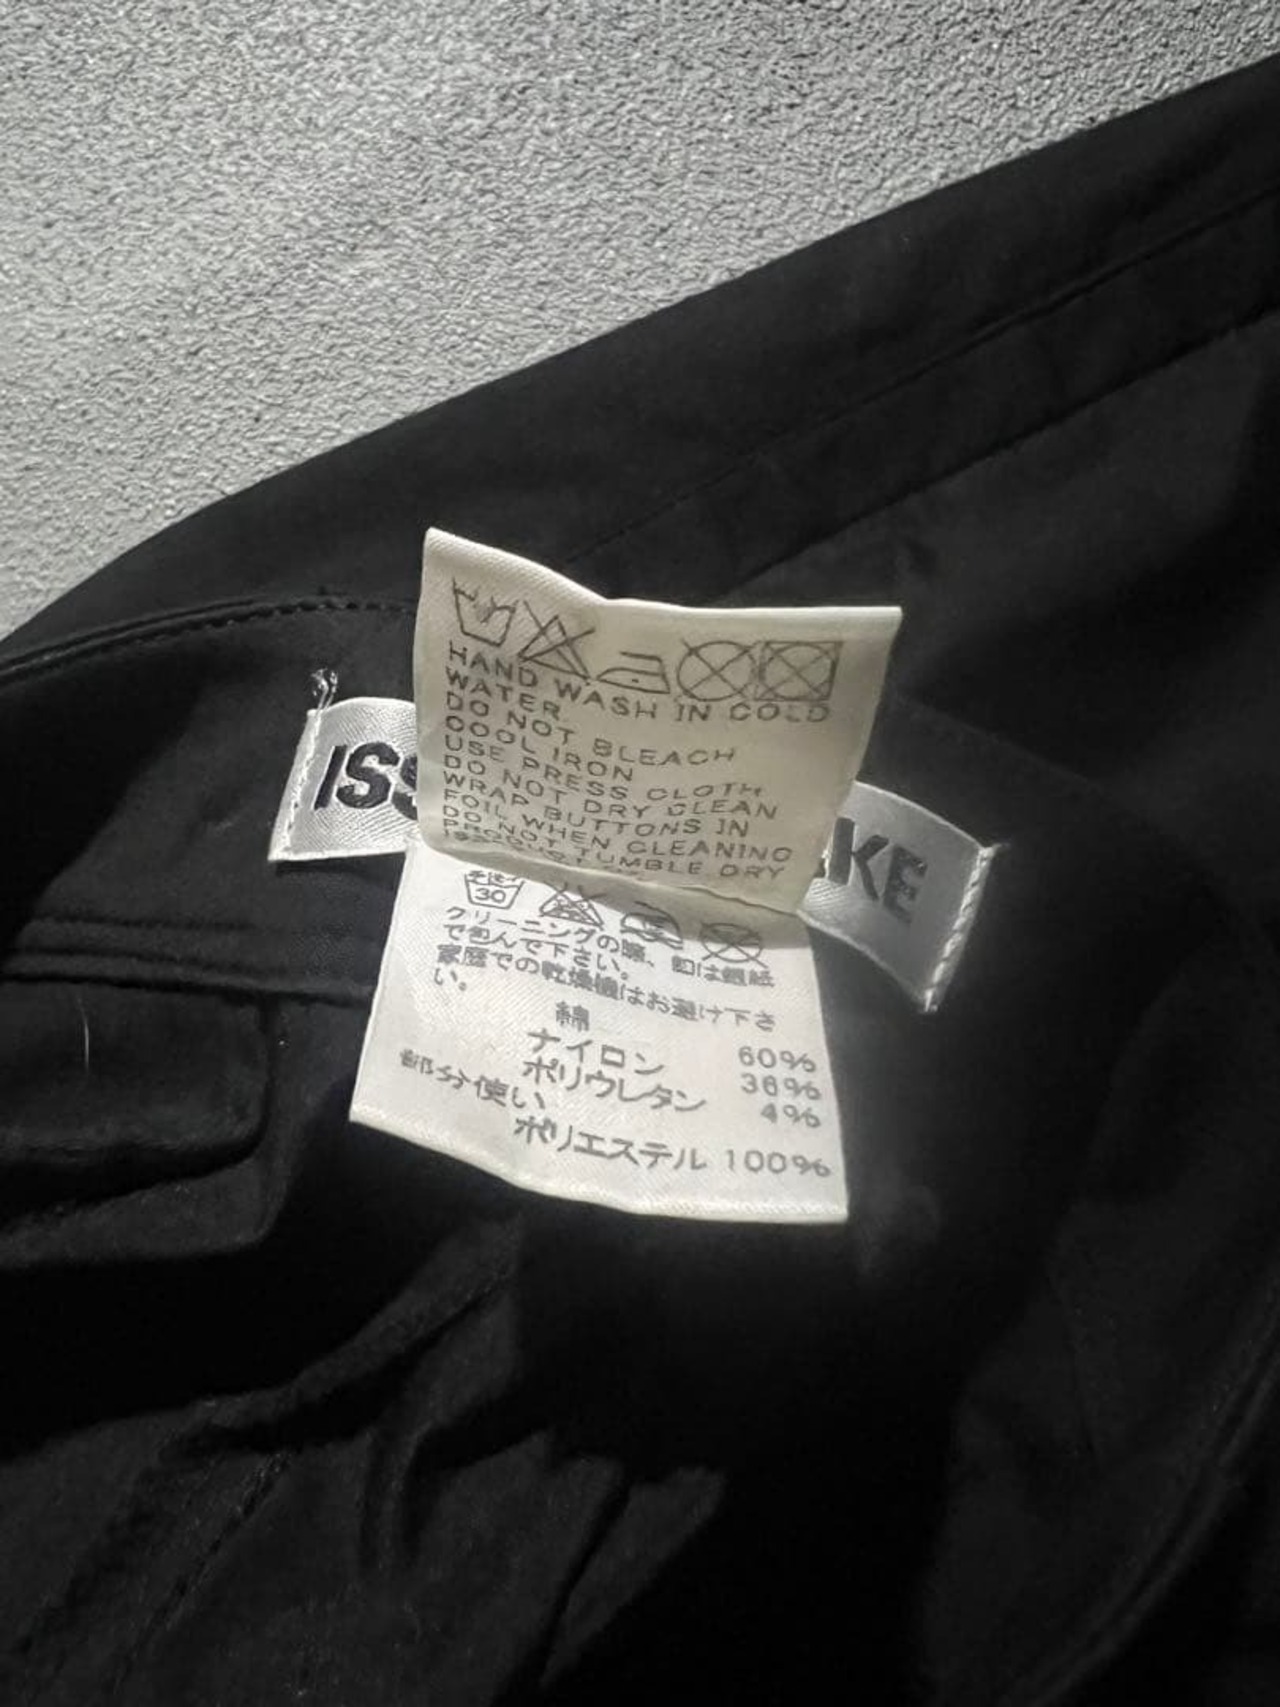 HAND WASH IN COLD
WATER
DO NOT BLEACH
COOL IRON
USE PRESS CLOTH
DO NOT DRY CLEAN
WRAP BUTTONS IN
FOIL WHEN CLEANING
DO NOT TUMBLE DRY
ISS
KE
30
クリーニングの際、釦は銀紙
で包んで下さい。
家庭での乾燥機はお避け下さ
い。
綿 60%
ナイロン 36%
ポリウレタン 4%
部分使い
ポリエステル 100%